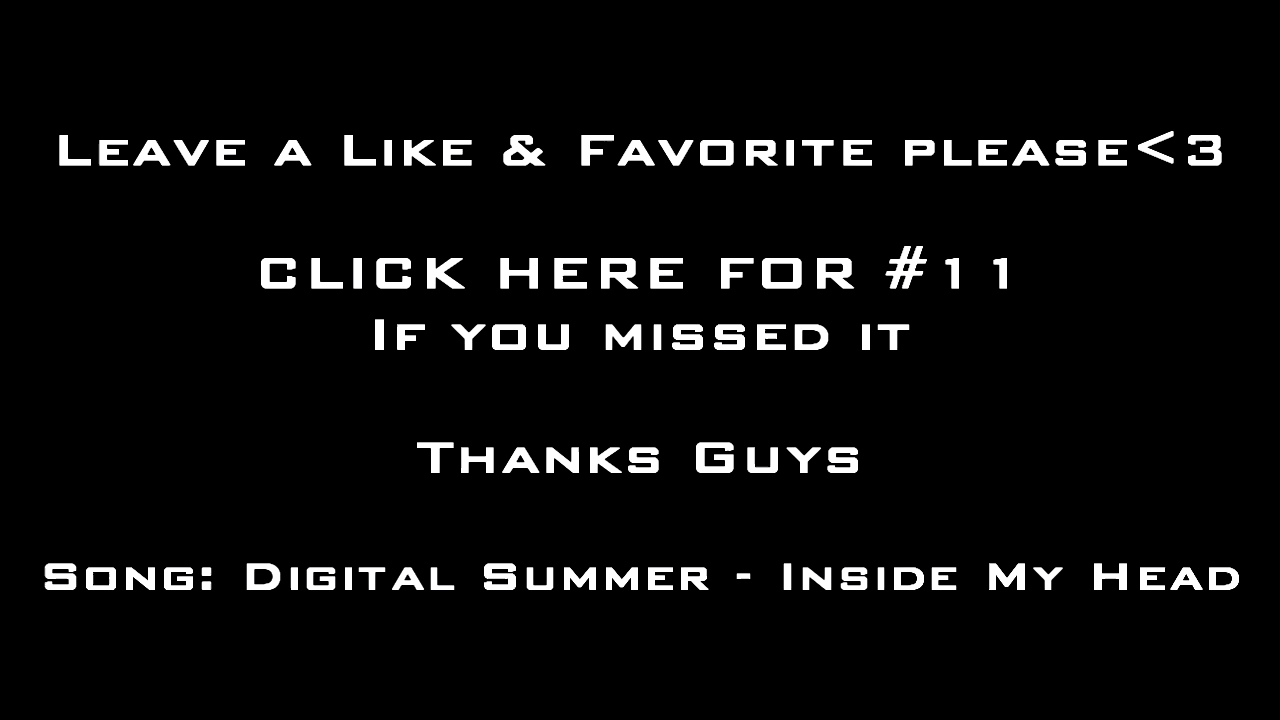 Leave a Like & Favorite please<3
CLICK HERE FOR #11
If you missed it
Thanks Guys
Song: Digital Summer - Inside My Head